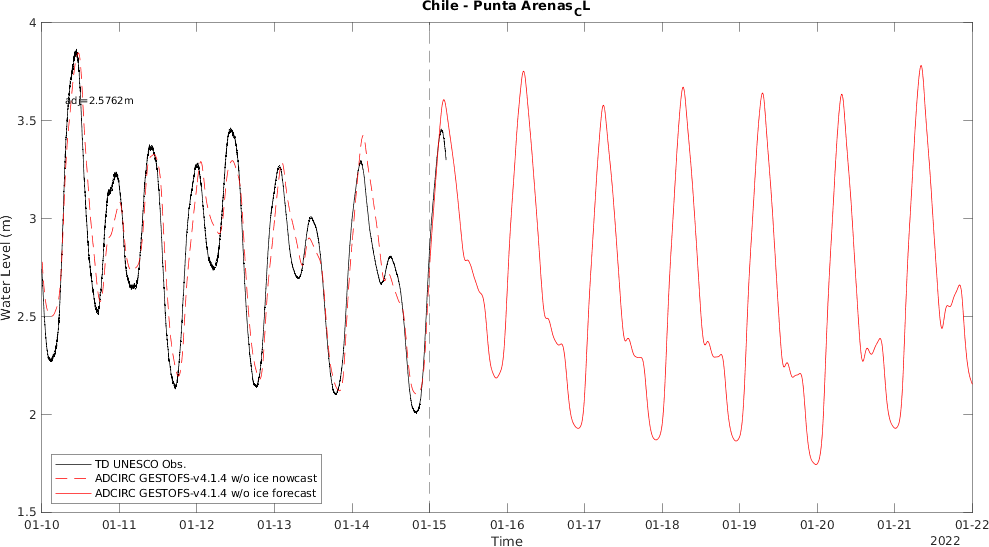 Chile - Punta Arenas_CL
4
3.5
3
2.5
2
1.5
Water Level (m)
adj=2.5762m
TD UNESCO Obs.
ADCIRC GESTOFS-v4.1.4 w/o ice nowcast
ADCIRC GESTOFS-v4.1.4 w/o ice forecast
01-10 01-11 01-12 01-13 01-14 01-15 01-16 01-17 01-18 01-19 01-20 01-21 01-22
Time
2022